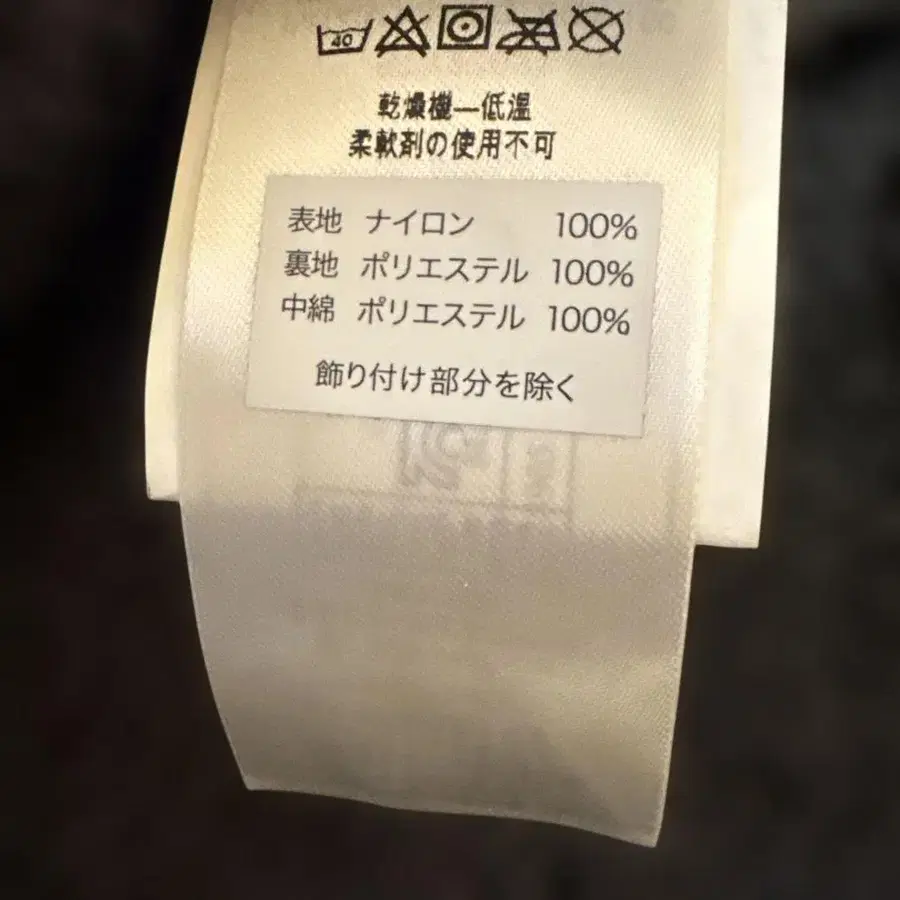 40
乾燥機—低温
柔軟剤の使用不可
表地 ナイロン 100%
裏地 ポリエステル 100%
中綿 ポリエステル 100%
飾り付け部分を除く